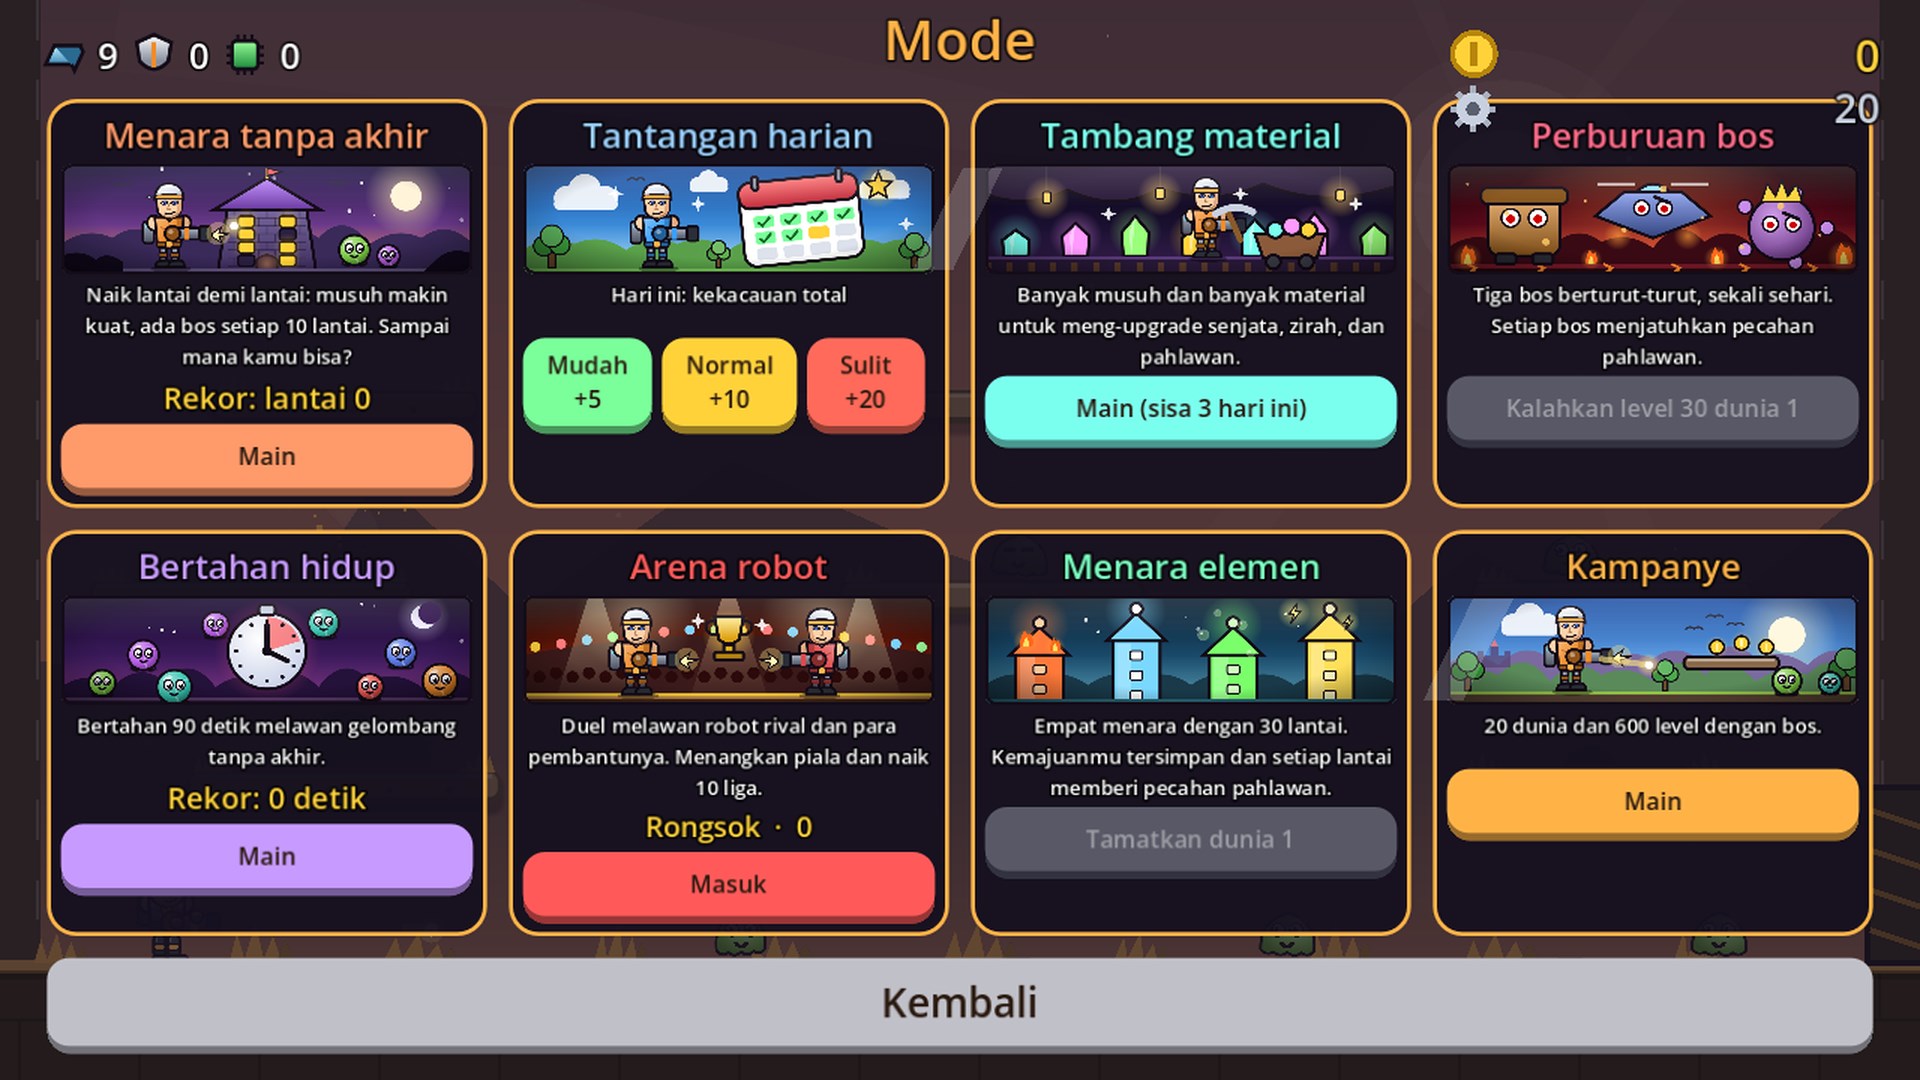 9 0 0
Mode
0
20
Menara tanpa akhir
Naik lantai demi lantai: musuh makin
kuat, ada bos setiap 10 lantai. Sampai
mana kamu bisa?
Rekor: lantai 0
Main
Tantangan harian
Hari ini: kekacauan total
Mudah
+5
Normal
+10
Sulit
+20
Tambang material
Banyak musuh dan banyak material
untuk meng-upgrade senjata, zirah, dan
pahlawan.
Main (sisa 3 hari ini)
Perburuan bos
Tiga bos berturut-turut, sekali sehari.
Setiap bos menjatuhkan pecahan
pahlawan.
Kalahkan level 30 dunia 1
Bertahan hidup
Bertahan 90 detik melawan gelombang
tanpa akhir.
Rekor: 0 detik
Main
Arena robot
Duel melawan robot rival dan para
pembantunya. Menangkan piala dan naik
10 liga.
Rongsok · 0
Masuk
Menara elemen
Empat menara dengan 30 lantai.
Kemajuanmu tersimpan dan setiap lantai
memberi pecahan pahlawan.
Tamatkan dunia 1
Kampanye
20 dunia dan 600 level dengan bos.
Main
Kembali